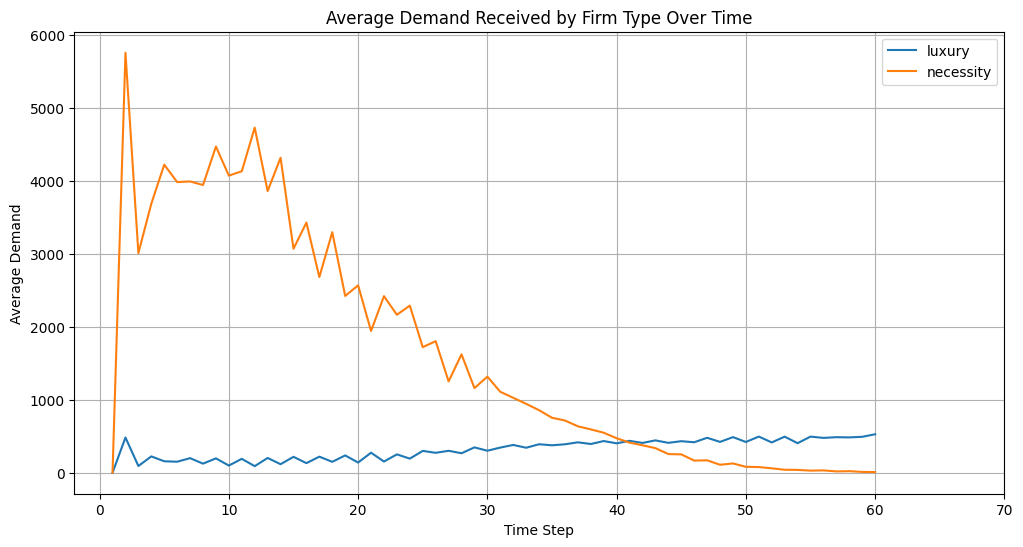 Average Demand Received by Firm Type Over Time
luxury
necessity
6000
5000
4000
3000
2000
1000
0
Average Demand
0 10 20 30 40 50 60 70
Time Step